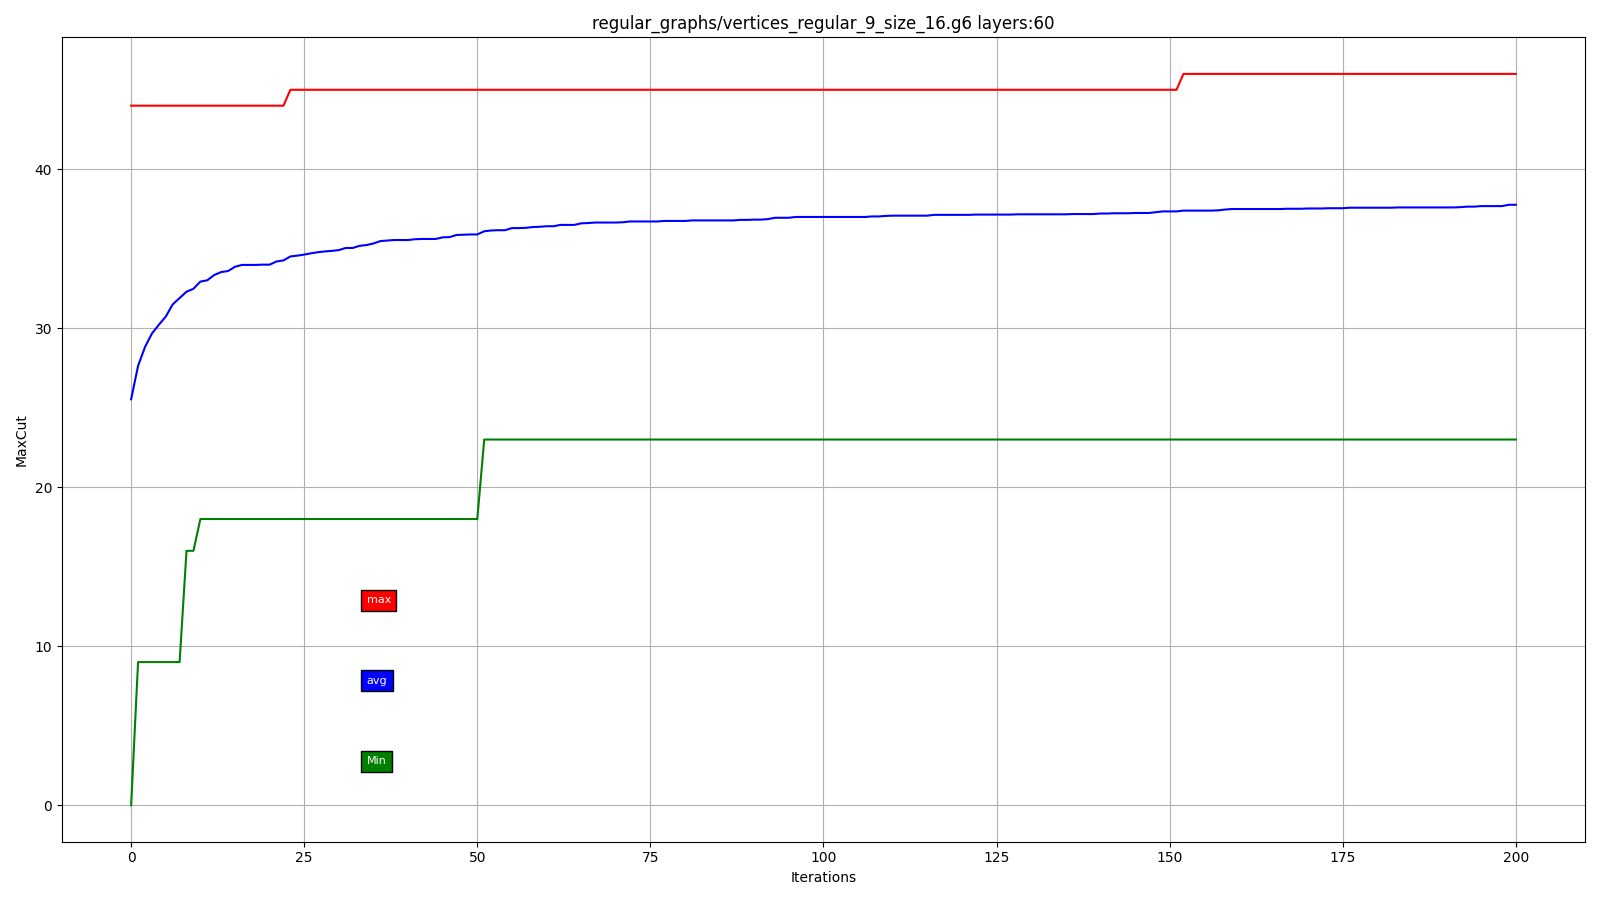 regular_graphs/vertices_regular_9_size_16.g6 layers:60
MaxCut
40
30
20
10
0
max
avg
Min
0 25 50 75 100 125 150 175 200
Iterations